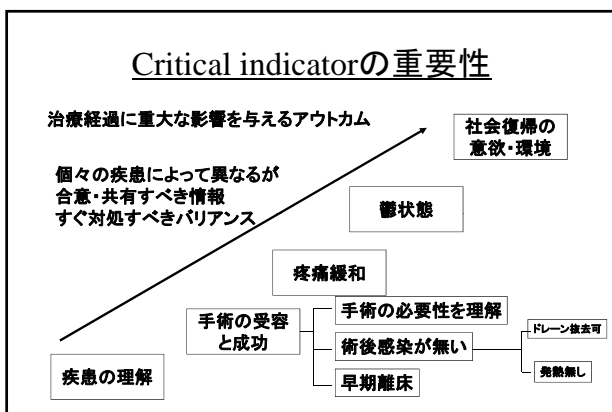 Critical indicatorの重要性
治療経過に重大な影響を与えるアウトカム
個々の疾患によって異なるが
合意・共有すべき情報
すぐ対処すべきバリアンス
社会復帰の
意欲・環境
鬱状態
疼痛緩和
手術の受容
と成功
手術の必要性を理解
術後感染が無い
早期離床
ドレーン抜去可
発熱無し
疾患の理解